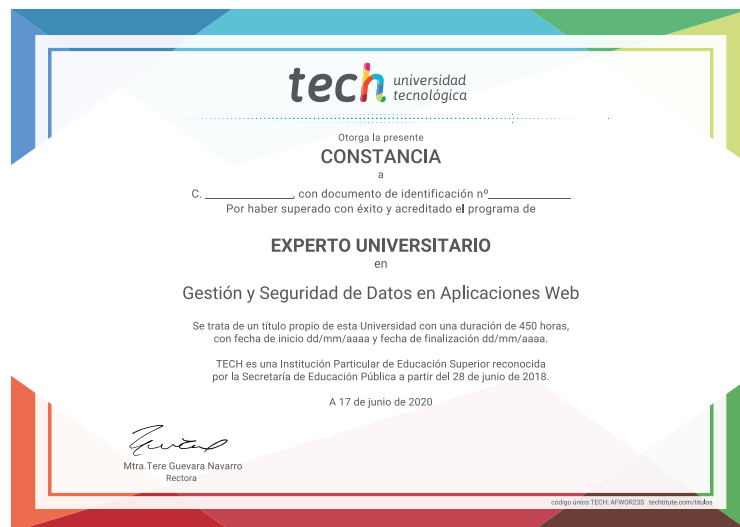 tech universidad
tecnológica
Otorga la presente
CONSTANCIA
a
C. ______________, con documento de identificación nº______________
Por haber superado con éxito y acreditado el programa de
EXPERTO UNIVERSITARIO
en
Gestión y Seguridad de Datos en Aplicaciones Web
Se trata de un título propio de esta Universidad con una duración de 450 horas,
con fecha de inicio dd/mm/aaaa y fecha de finalización dd/mm/aaaa.
TECH es una Institución Particular de Educación Superior reconocida
por la Secretaría de Educación Pública a partir del 28 de junio de 2018.
A 17 de junio de 2020
Mtra.Tere Guevara Navarro
Rectora
código único TECH: AFWOR23S techtitute.com/titulos